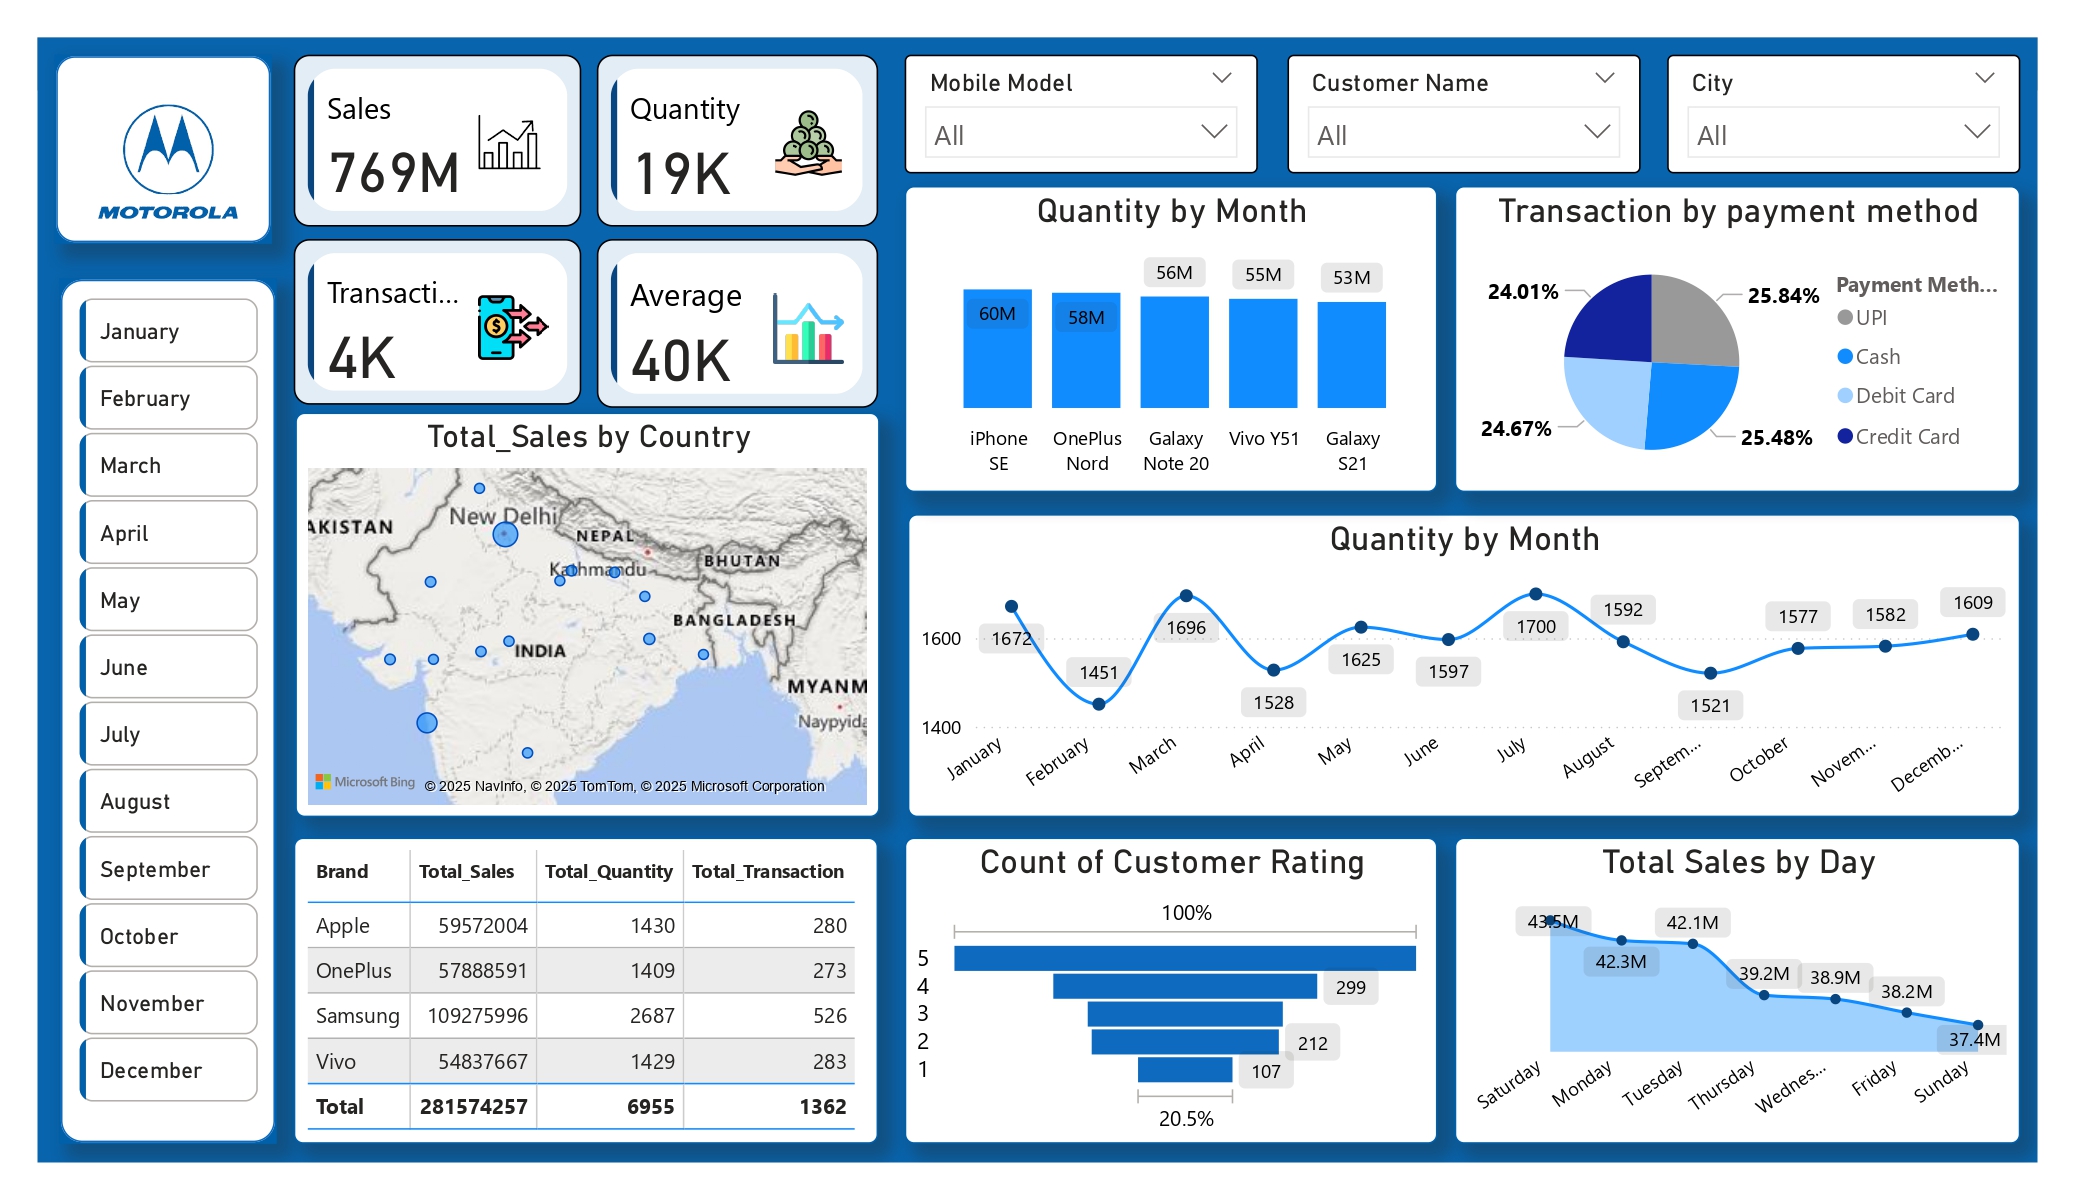 MOTOROLA
Sales
769M
Quantity
19K
Transacti...
4K
Average
40K
Mobile Model
All
Customer Name
All
City
All
January
February
March
April
May
June
July
August
September
October
November
December
Quantity by Month
60M
58M
56M
55M
53M
iPhone SE
OnePlus Nord
Galaxy Note 20
Vivo Y51
Galaxy S21
Transaction by payment method
24.01%
25.84%
24.67%
25.48%
Payment Meth...
UPI
Cash
Debit Card
Credit Card
Total_Sales by Country
AKISTAN
New Delhi
NEPAL
Kathmandu
BHUTAN
BANGLADESH
INDIA
MYANM
Naypyida
Microsoft Bing
© 2025 NavInfo, © 2025 TomTom, © 2025 Microsoft Corporation
Quantity by Month
1600
1400
1672
1451
1696
1528
1625
1597
1700
1592
1521
1577
1582
1609
January
February
March
April
May
June
July
August
Septem...
October
Novem...
Decemb...
Brand Total_Sales Total_Quantity Total_Transaction
Apple 59572004 1430 280
OnePlus 57888591 1409 273
Samsung 109275996 2687 526
Vivo 54837667 1429 283
Total 281574257 6955 1362
Count of Customer Rating
100%
5
4 299
3
2 212
1 107
20.5%
Total Sales by Day
43.5M
42.3M
42.1M
39.2M
38.9M
38.2M
37.4M
Saturday
Monday
Tuesday
Thursday
Wednes...
Friday
Sunday